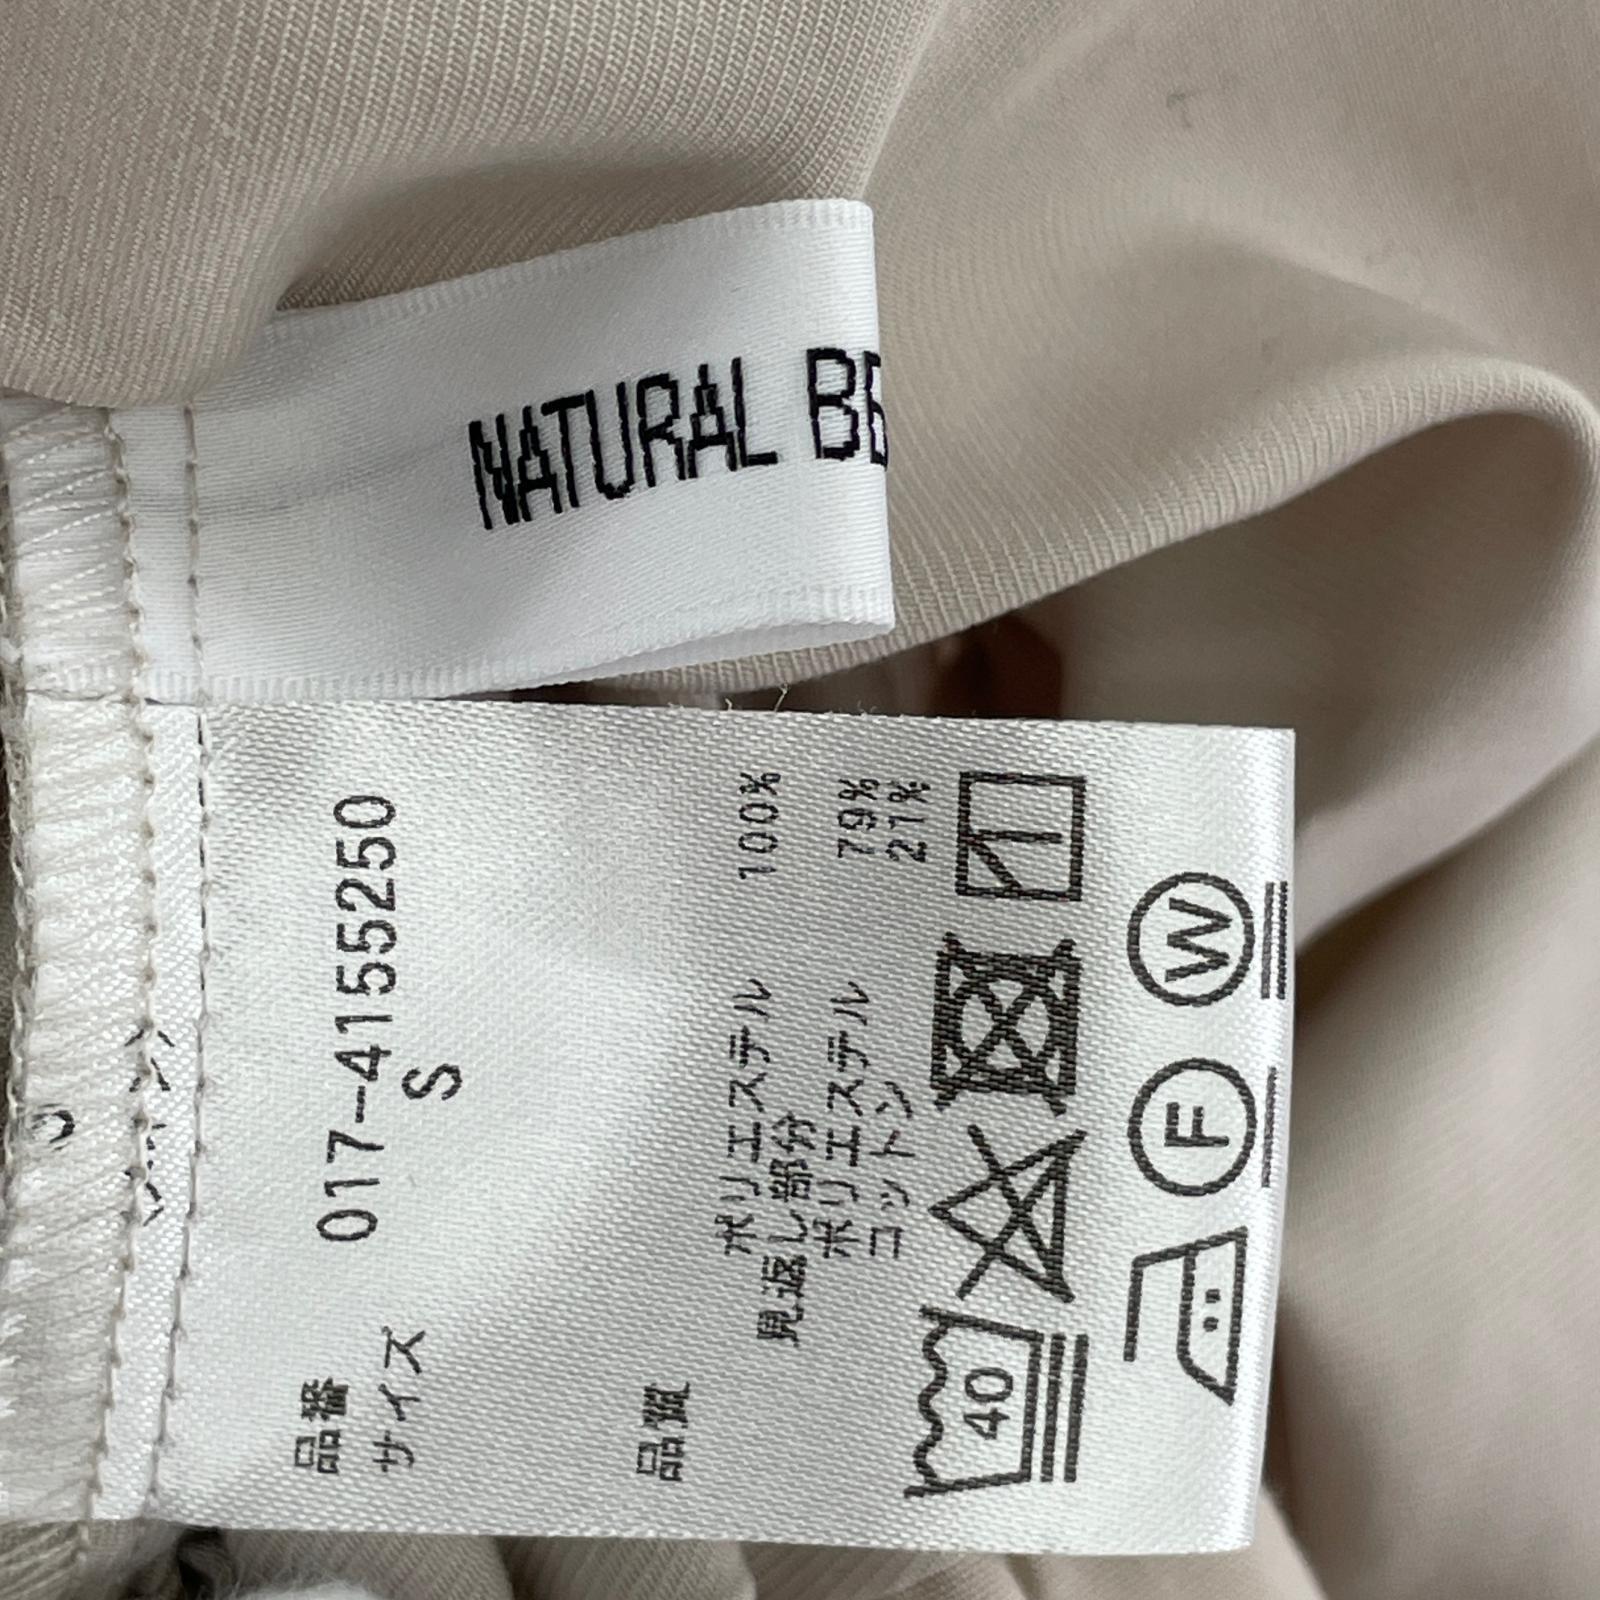 NATURAL BE
品番 017-4155250
サイズ S
品質
ポリエステル 100%
見返し部分
ポリエステル 79%
コットン 21%
40
F
W